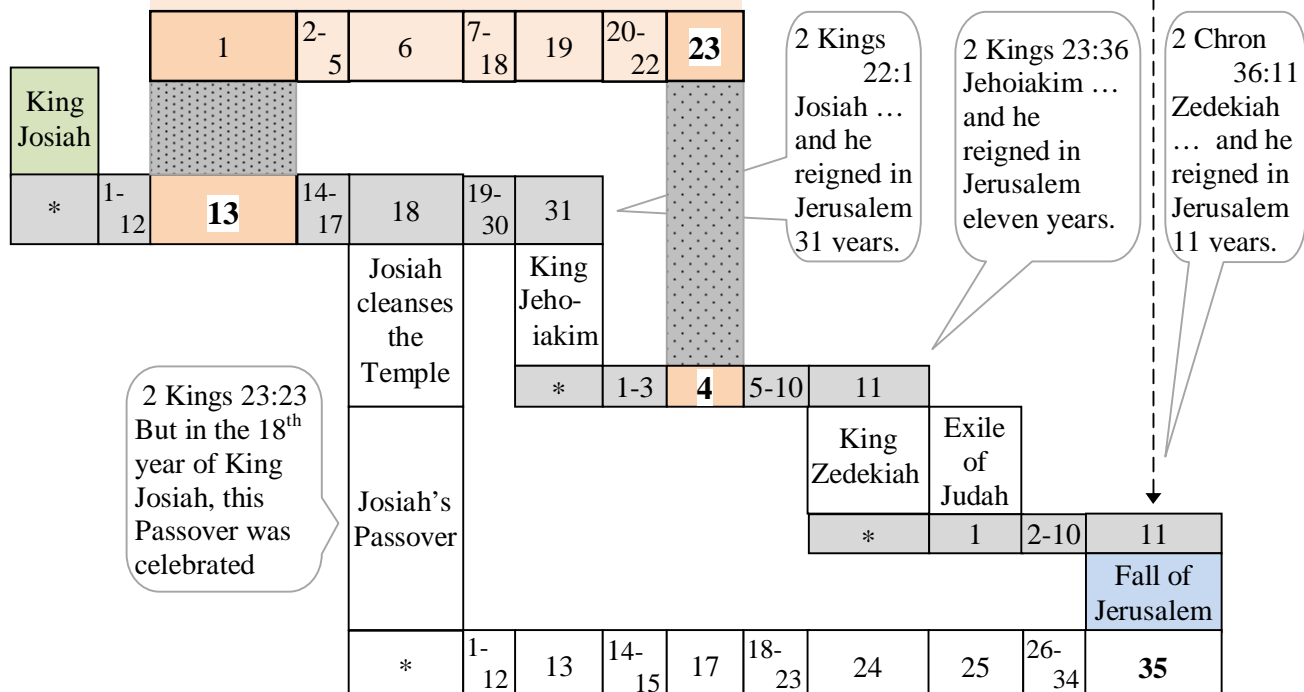 1 2-5 6 7-18 19 20-22 23
King
Josiah
* 1-12 13 14-17 18 19-30 31
2 Kings
22:1
Josiah …
and he
reigned in
Jerusalem
31 years.
2 Kings 23:36
Jehoiakim …
and he
reigned in
Jerusalem
eleven years.
2 Chron
36:11
Zedekiah
… and he
reigned in
Jerusalem
11 years.
Josiah
cleanses
the
Temple
King
Jeho-
iakim
* 1-3 4 5-10 11
2 Kings 23:23
But in the 18th
year of King
Josiah, this
Passover was
celebrated
Josiah’s
Passover
King
Zedekiah
Exile
of
Judah
* 1 2-10 11
Fall of
Jerusalem
* 1-12 13 14-15 17 18-23 24 25 26-34 35